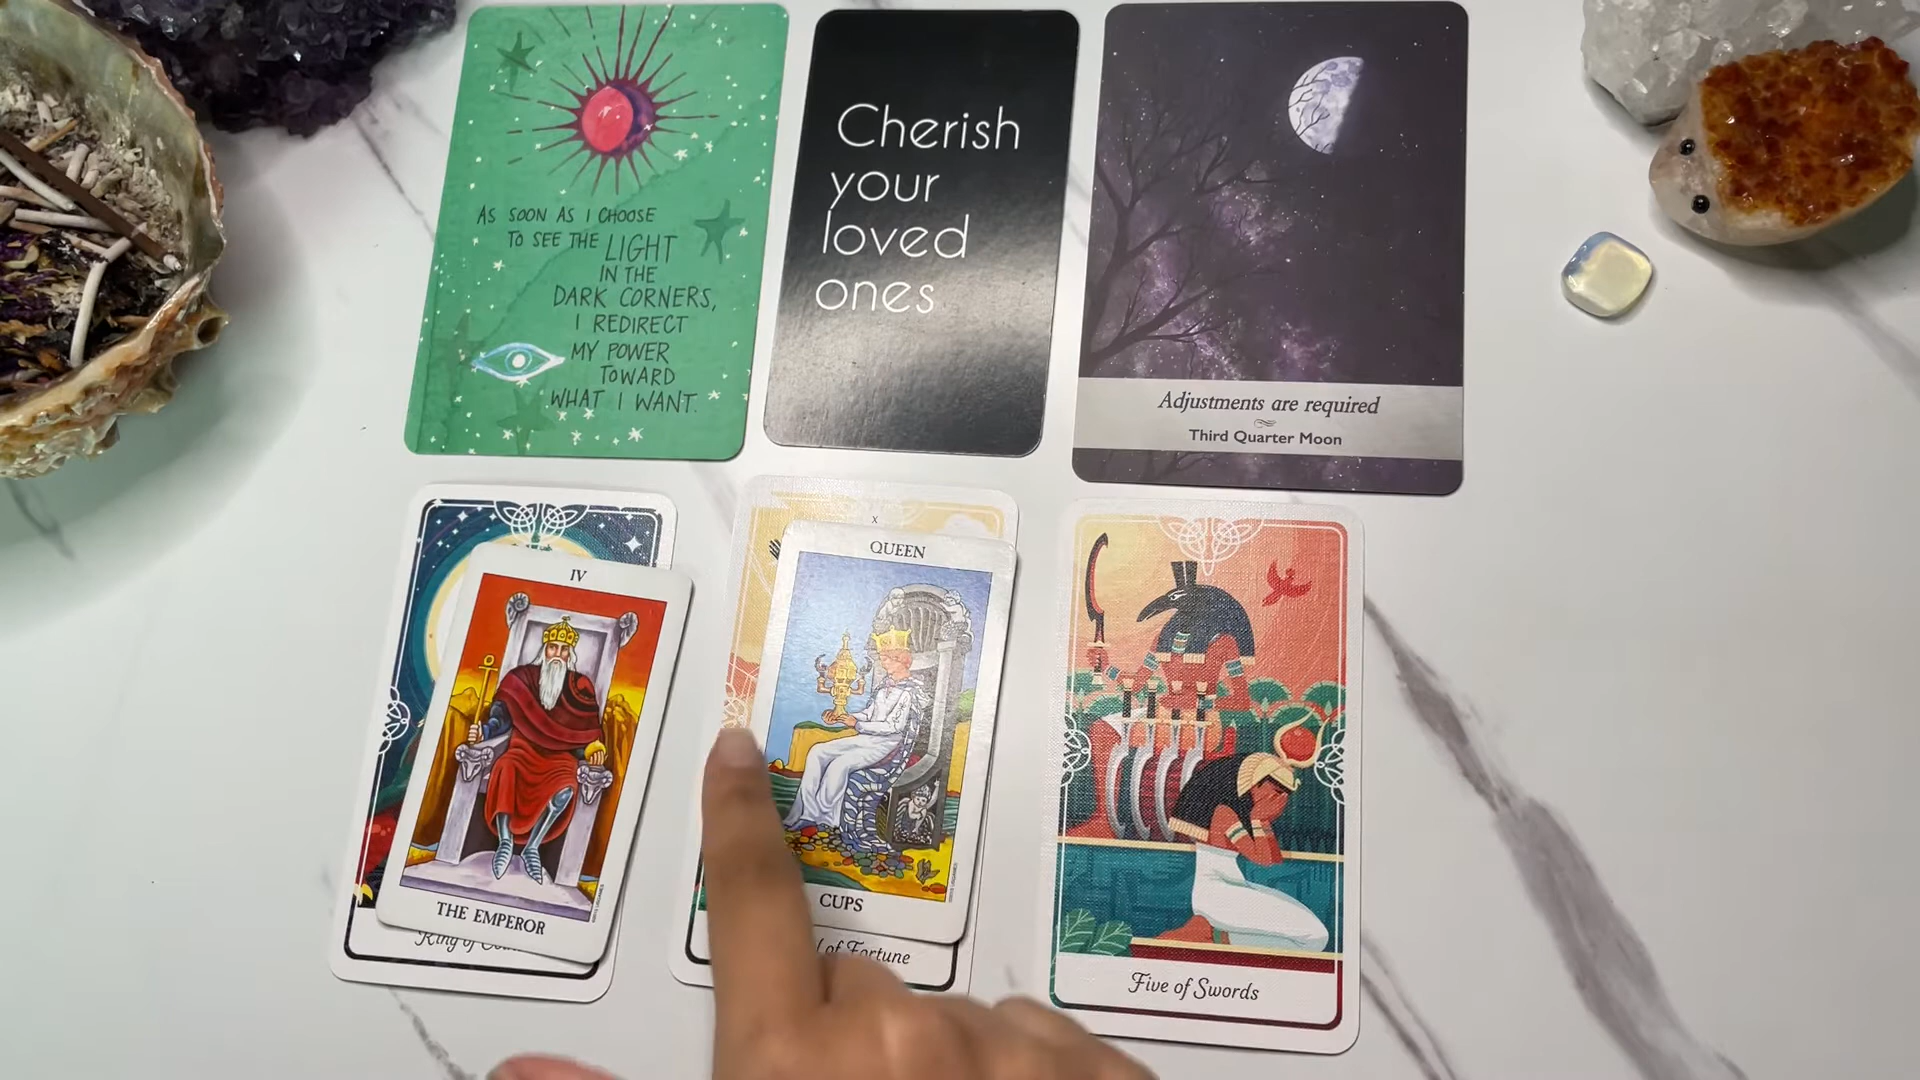 AS SOON AS I CHOOSE
TO SEE THE LIGHT
IN THE
DARK CORNERS,
I REDIRECT
MY POWER
TOWARD
WHAT I WANT.
Cherish
your
loved
ones
Adjustments are required
Third Quarter Moon
IV
THE EMPEROR
King of
X
QUEEN
CUPS
of Fortune
Five of Swords